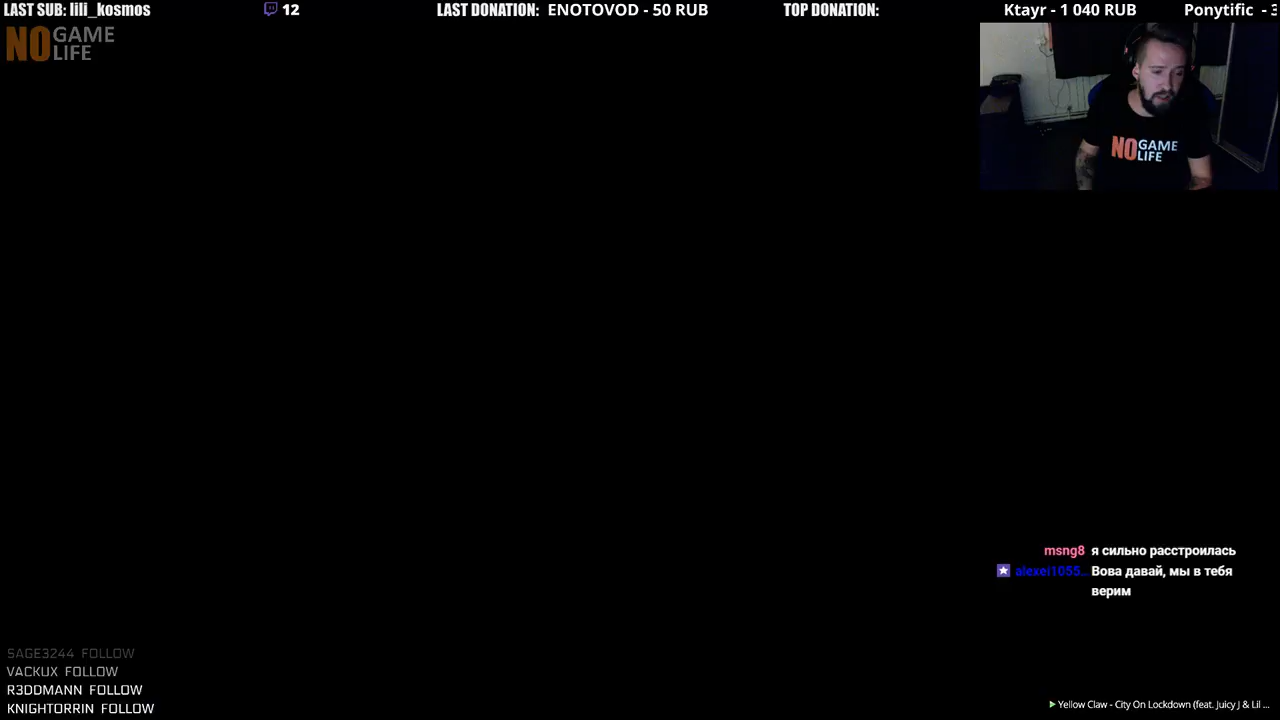 LAST SUB: lili_kosmos
12
LAST DONATION: ENOTOVOD - 50 RUB
TOP DONATION:
Ktayr - 1 040 RUB
Ponytific -
NO GAME LIFE
NO GAME LIFE
msng8 я сильно расстроилась
alexei1055... Вова давай, мы в тебя
верим
SAGE3244 FOLLOW
VACKUX FOLLOW
R3DDMANN FOLLOW
KNIGHTORRIN FOLLOW
Yellow Claw - City On Lockdown (feat. Juicy J & Lil ...